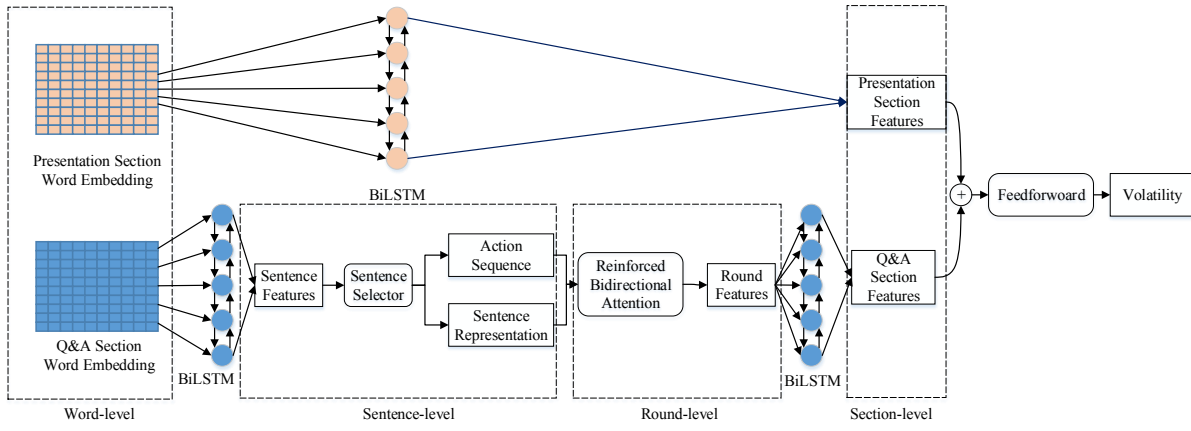 Presentation Section
Word Embedding
BiLSTM
Presentation
Section
Features
Q&A Section
Word Embedding
BiLSTM
Sentence
Features
Sentence
Selector
Action
Sequence
Sentence
Representation
Reinforced
Bidirectional
Attention
Round
Features
BiLSTM
Q&A
Section
Features
+
Feedforwoard
Volatility
Word-level
Sentence-level
Round-level
Section-level